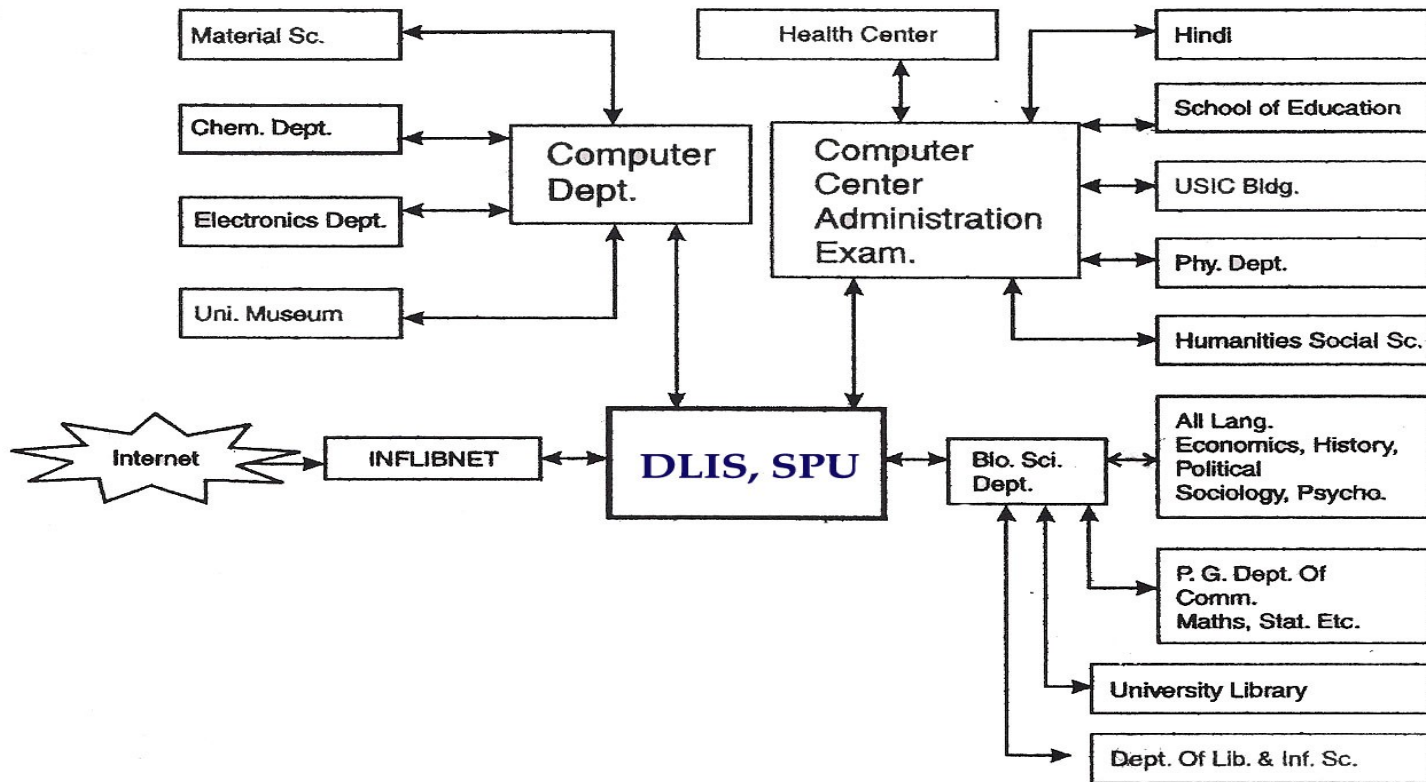 Material Sc.
Health Center
Hindi
Chem. Dept.
School of Education
Computer
Dept.
Computer
Center
Administration
Exam.
USIC Bldg.
Electronics Dept.
Phy. Dept.
Uni. Museum
Humanities Social Sc.
Internet
INFLIBNET
DLIS, SPU
Bio. Sci.
Dept.
All Lang.
Economics, History,
Political
Sociology, Psycho.
P. G. Dept. Of
Comm.
Maths, Stat. Etc.
University Library
Dept. Of Lib. & Inf. Sc.